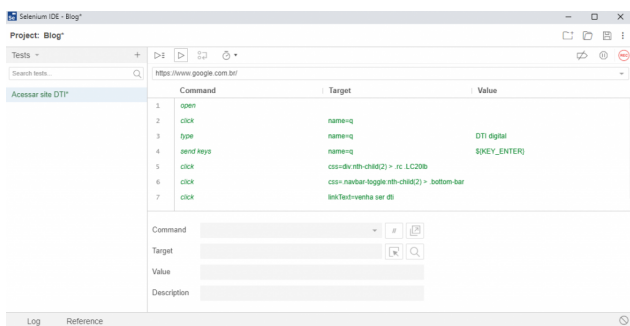 Selenium IDE - Blog*
Project: Blog*
Tests +
Search tests...
https://www.google.com.br/
REC
Acessar site DTI*
Command Target Value
1 open
2 click name=q
3 type name=q DTI digital
4 send keys name=q ${KEY_ENTER}
5 click css=div:nth-child(2) > .rc .LC20lb
6 click css=.navbar-toggle:nth-child(2) > .bottom-bar
7 click linkText=venha ser dti
Command //
Target
Value
Description
Log Reference